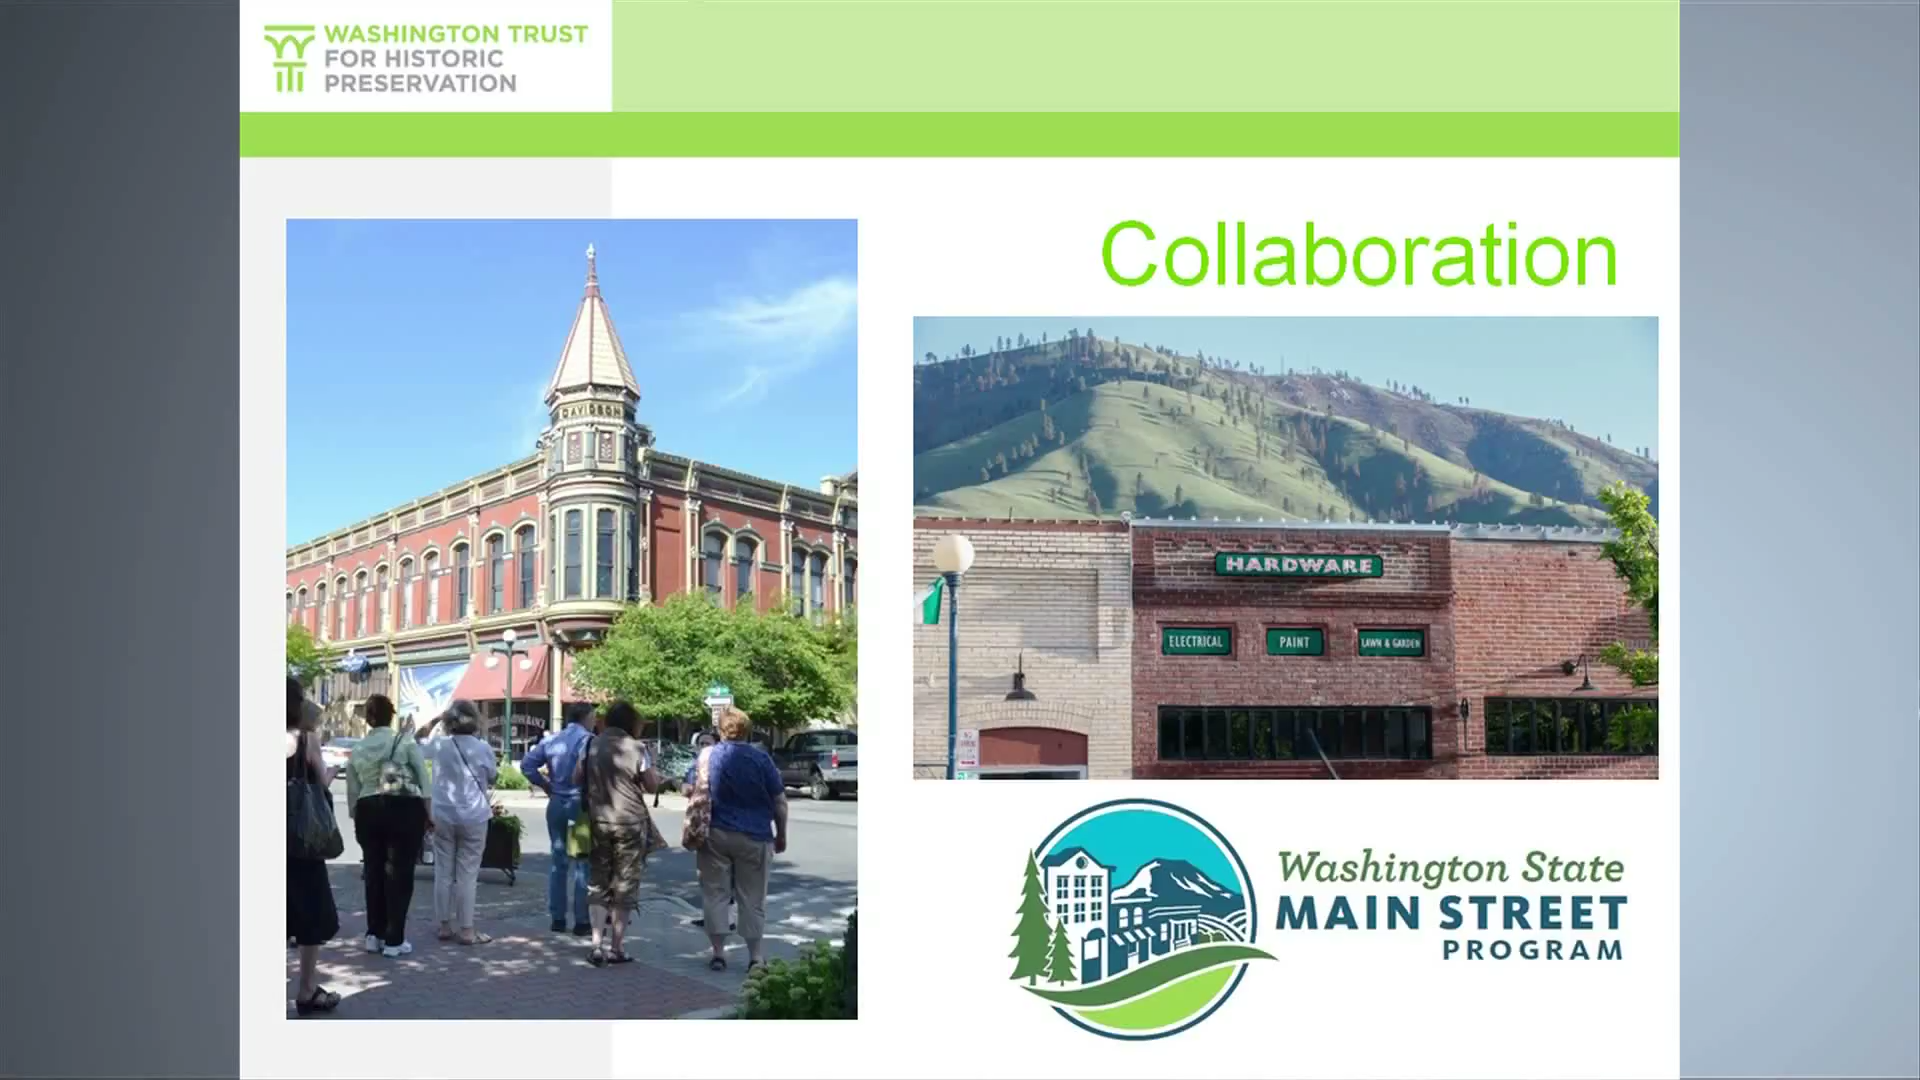 WASHINGTON TRUST
FOR HISTORIC
PRESERVATION
Collaboration
DAVIDSON
HARDWARE
ELECTRICAL
PAINT
LAWN & GARDEN
Washington State
MAIN STREET
PROGRAM